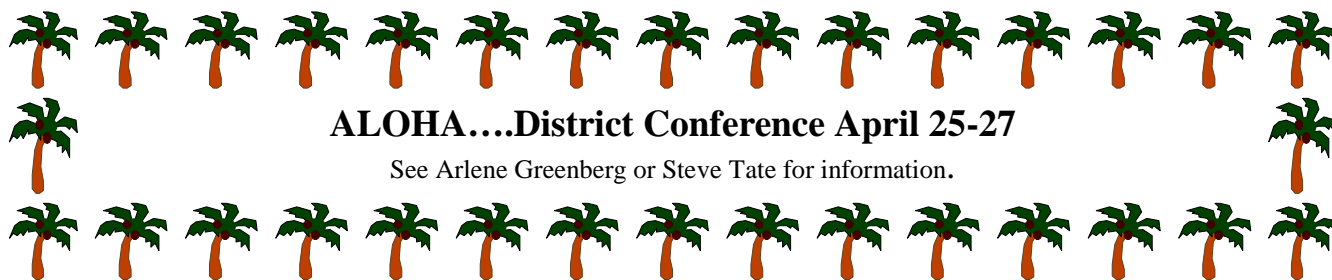 ALOHA….District Conference April 25-27
See Arlene Greenberg or Steve Tate for information.